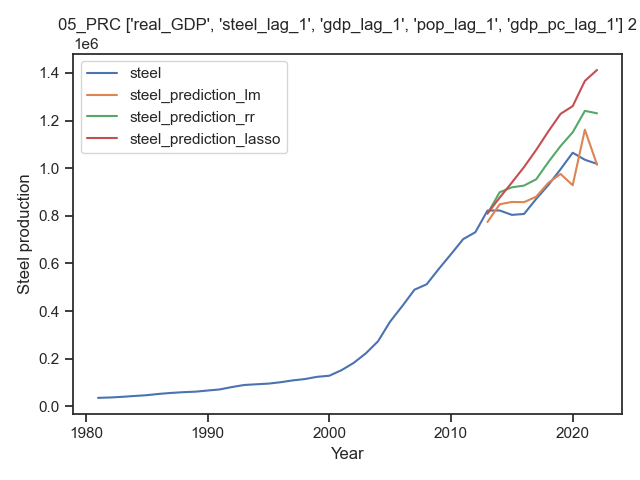 05_PRC ['real_GDP', 'steel_lag_1', 'gdp_lag_1', 'pop_lag_1', 'gdp_pc_lag_1'] 2
1e6
steel
steel_prediction_lm
steel_prediction_rr
steel_prediction_lasso
1.4
1.2
1.0
0.8
0.6
0.4
0.2
0.0
Steel production
1980 1990 2000 2010 2020
Year